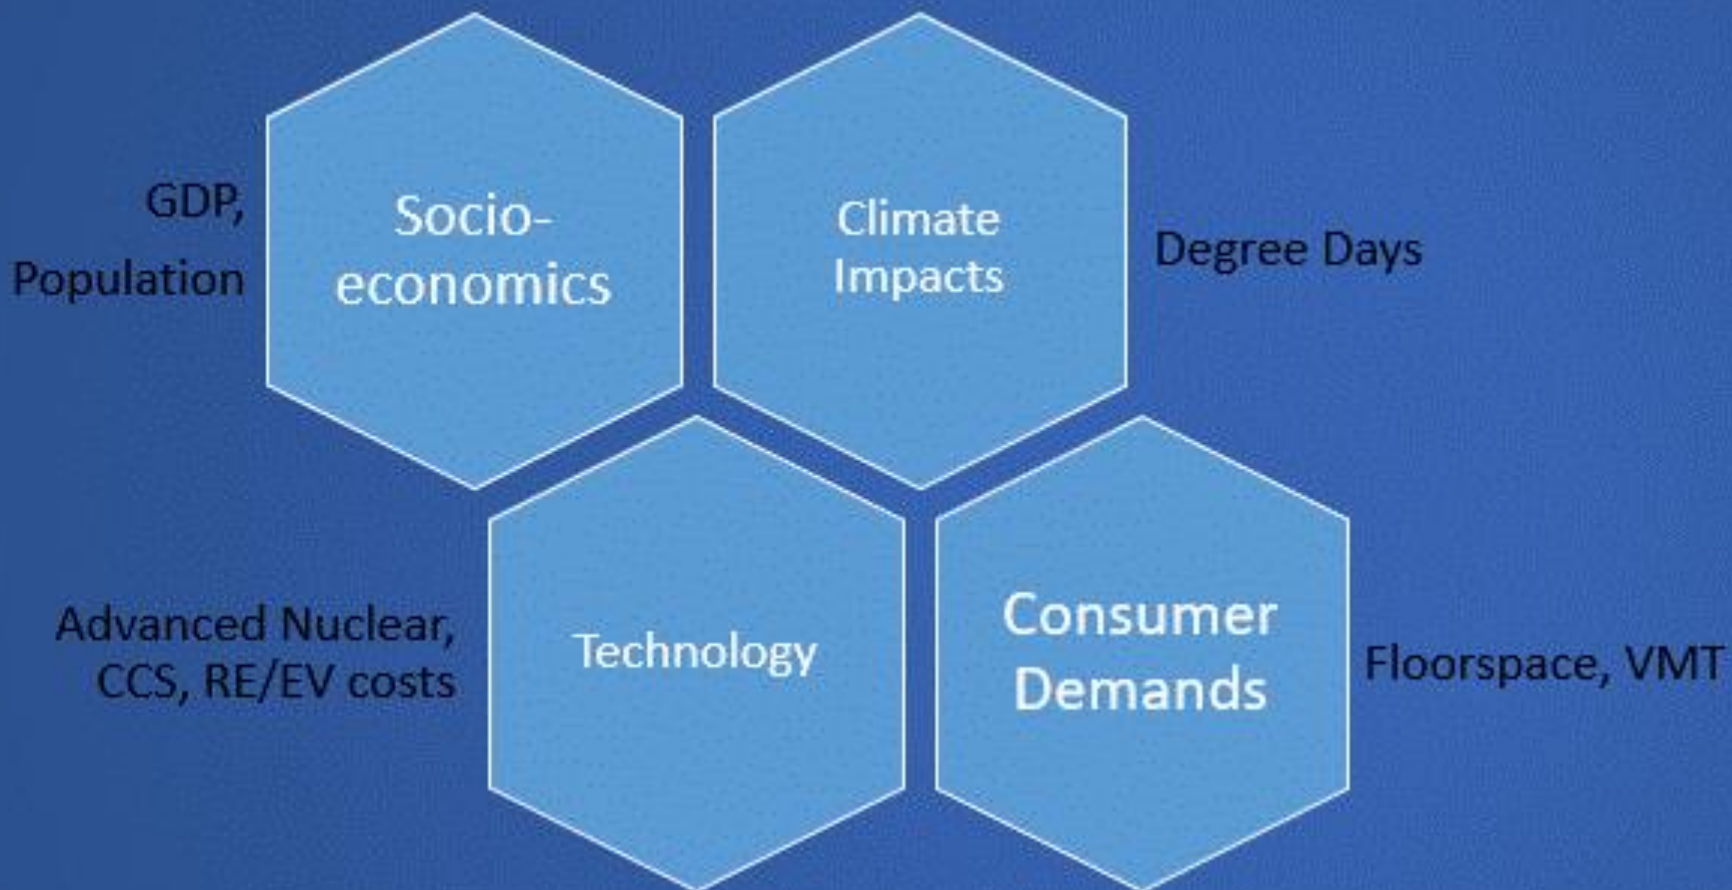 GDP,
Population
Socio-
economics
Climate
Impacts
Degree Days
Advanced Nuclear,
CCS, RE/EV costs
Technology
Consumer
Demands
Floorspace, VMT